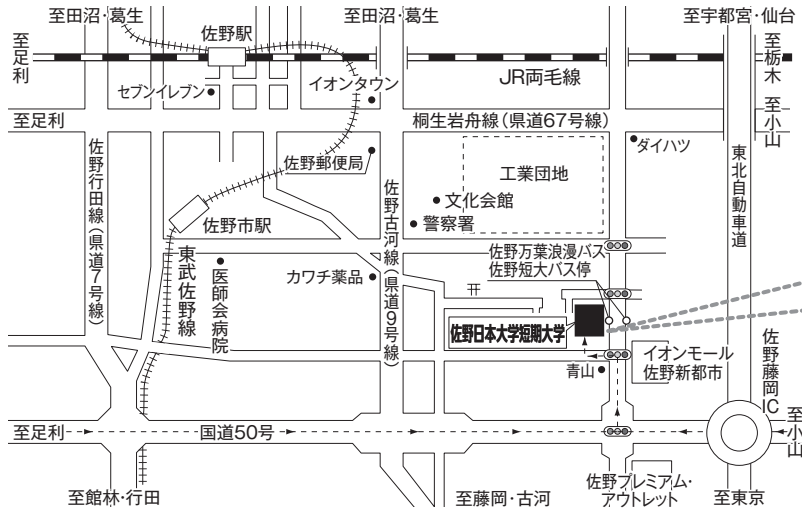 至田沼・葛生
至田沼・葛生
至宇都宮・仙台
佐野駅
至足利
至栃木
JR両毛線
セブンイレブン
イオンタウン
至足利
桐生岩舟線（県道67号線）
至小山
ダイハツ
佐野郵便局
工業団地
文化会館
警察署
佐野行田線（県道7号線）
佐野古河線（県道9号線）
東北自動車道
佐野市駅
東武佐野線
医師会病院
カワチ薬品
佐野万葉浪漫バス
佐野短大バス停
佐野日本大学短期大学
イオンモール
佐野新都市
青山
佐野藤岡IC
至足利
国道50号
至小山
佐野プレミアム・
アウトレット
至館林・行田
至藤岡・古河
至東京